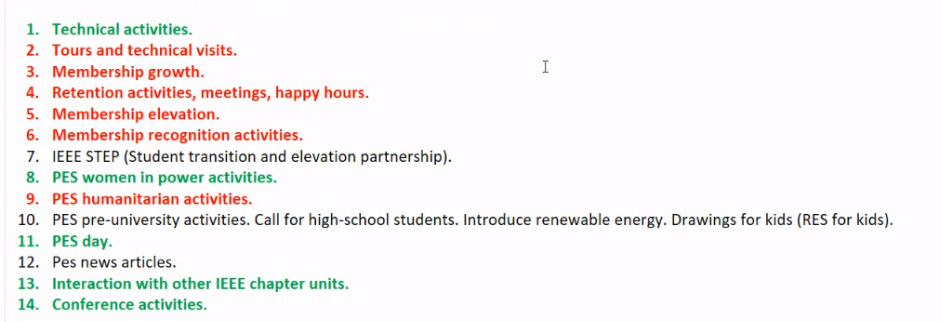 1. Technical activities.
2. Tours and technical visits.
3. Membership growth.
4. Retention activities, meetings, happy hours.
5. Membership elevation.
6. Membership recognition activities.
7. IEEE STEP (Student transition and elevation partnership).
8. PES women in power activities.
9. PES humanitarian activities.
10. PES pre-university activities. Call for high-school students. Introduce renewable energy. Drawings for kids (RES for kids).
11. PES day.
12. Pes news articles.
13. Interaction with other IEEE chapter units.
14. Conference activities.